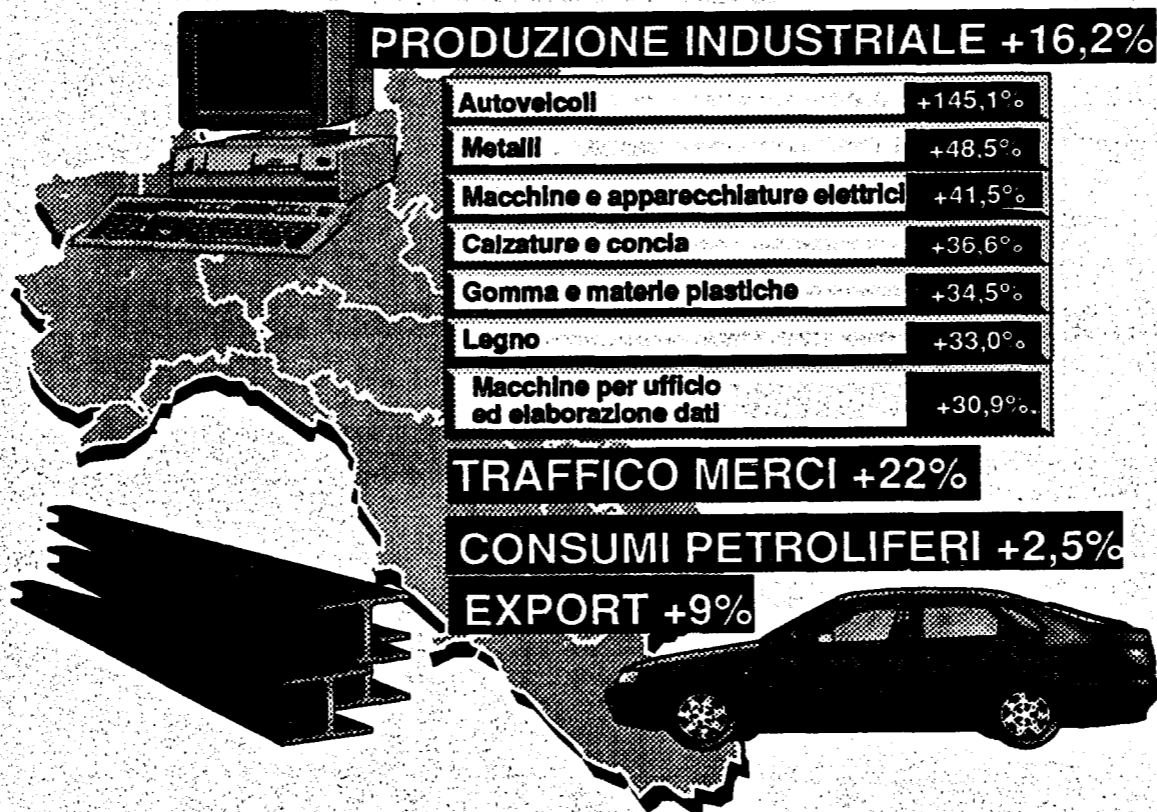 PRODUZIONE INDUSTRIALE +16,2%
Autoveicoli +145,1%
Metalli +48,5%
Macchine e apparecchiature elettrici +41,5%
Calzature e concia +36,6%
Gomma e materie plastiche +34,5%
Legno +33,0%
Macchine per ufficio
ed elaborazione dati +30,9%
TRAFFICO MERCI +22%
CONSUMI PETROLIFERI +2,5%
EXPORT +9%